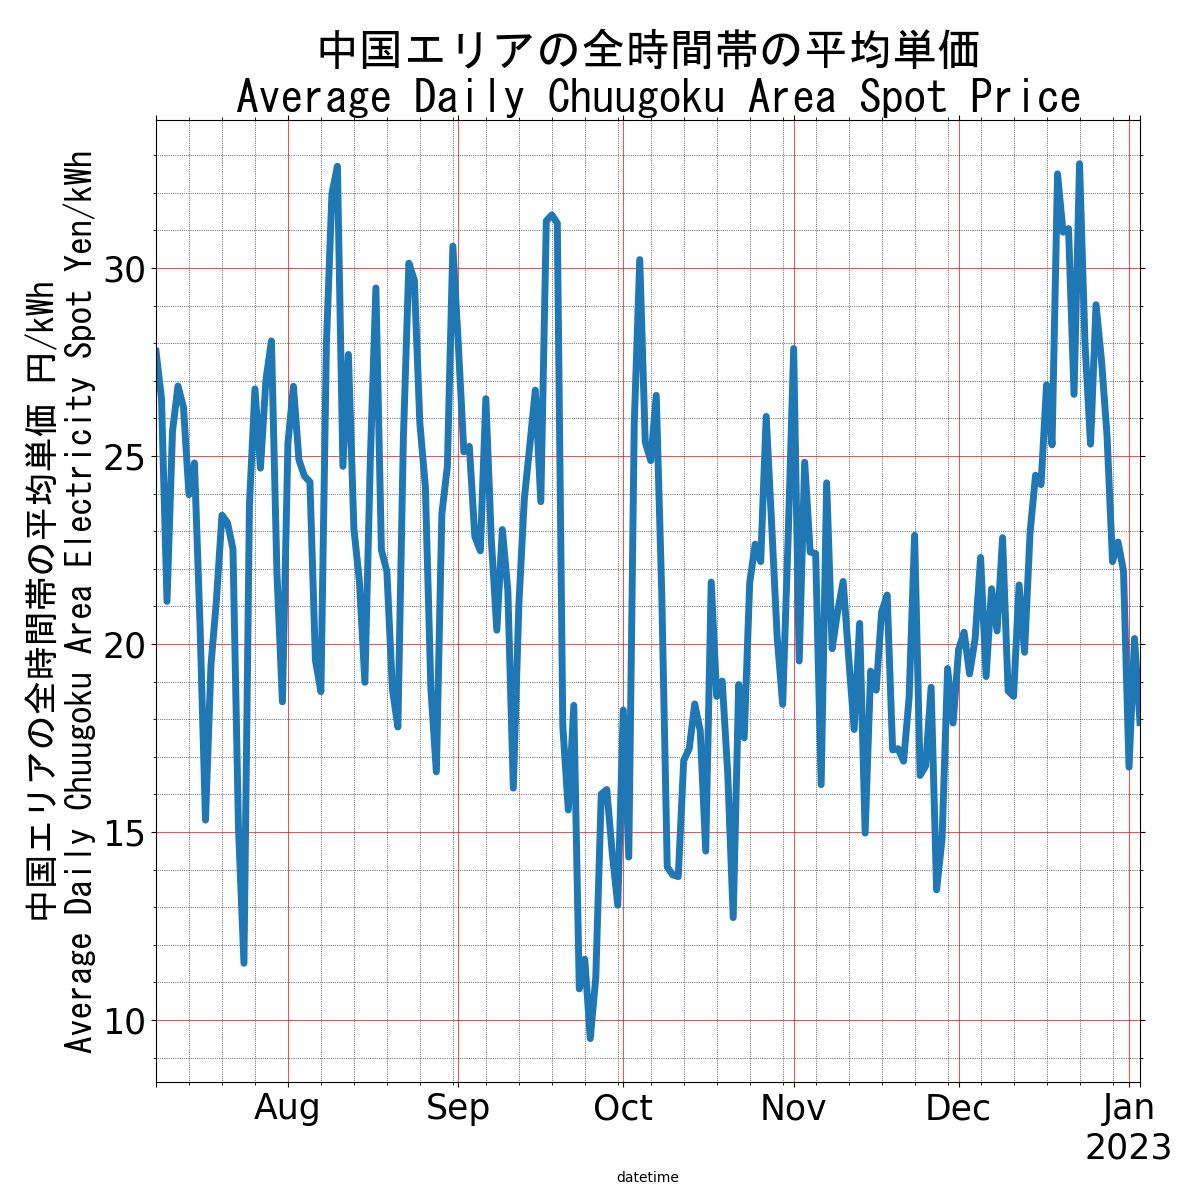 中国エリアの全時間帯の平均単価
Average Daily Chuugoku Area Spot Price
中国エリアの全時間帯の平均単価 円/kWh
Average Daily Chuugoku Area Electricity Spot Yen/kWh
30
25
20
15
10
Aug Sep Oct Nov Dec Jan
2023
datetime